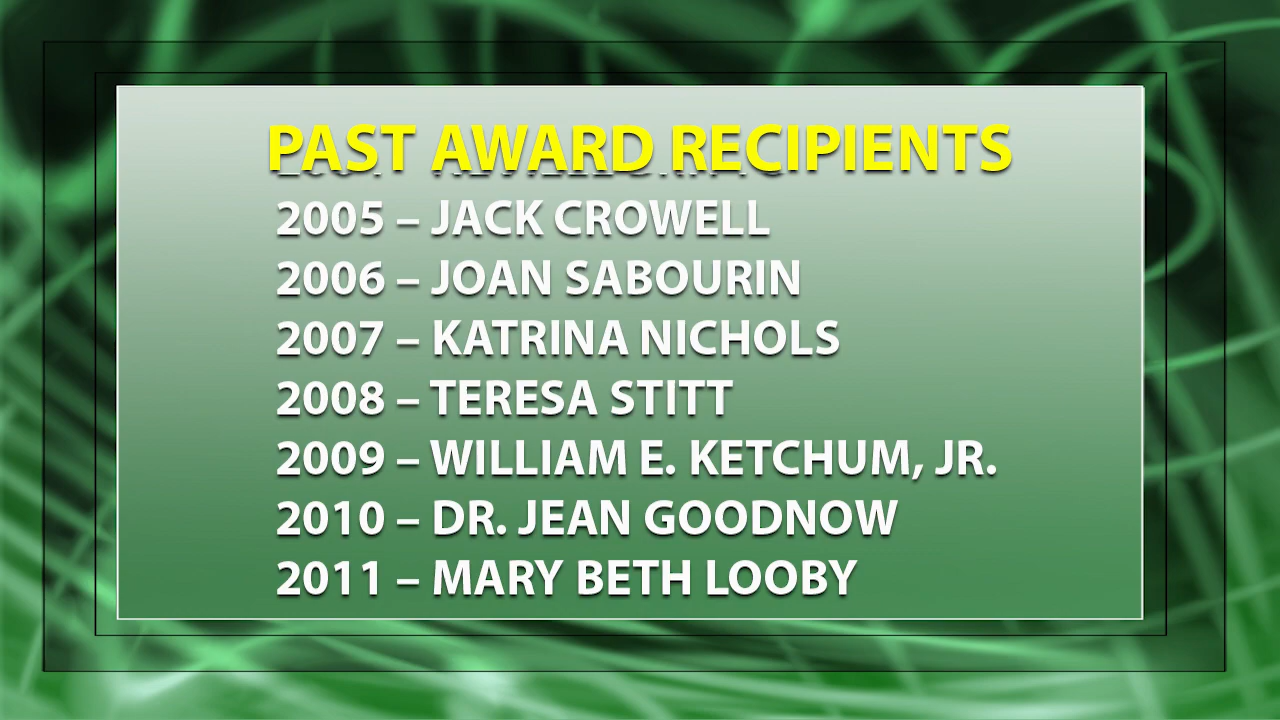 PAST AWARD RECIPIENTS
2005 – JACK CROWELL
2006 – JOAN SABOURIN
2007 – KATRINA NICHOLS
2008 – TERESA STITT
2009 – WILLIAM E. KETCHUM, JR.
2010 – DR. JEAN GOODNOW
2011 – MARY BETH LOOBY